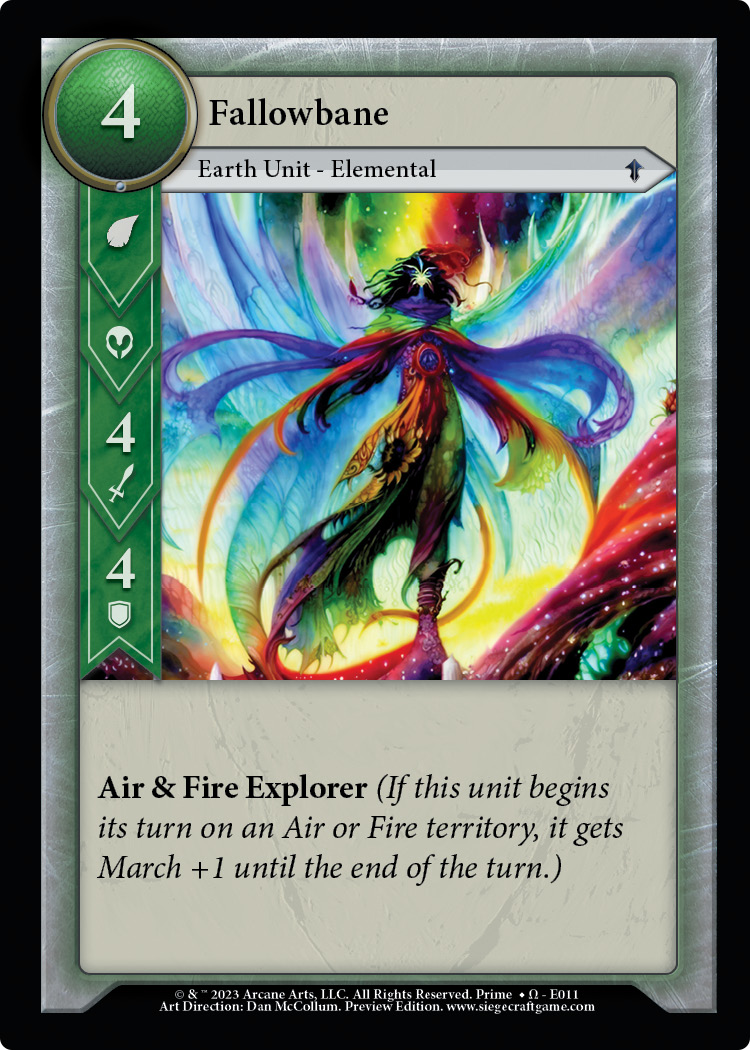 4
Fallowbane
Earth Unit - Elemental
4
4
Air & Fire Explorer (If this unit begins
its turn on an Air or Fire territory, it gets
March +1 until the end of the turn.)
© & ™ 2023 Arcane Arts, LLC. All Rights Reserved. Prime ⬥ Ω - E011
Art Direction: Dan McCollum. Preview Edition. www.siegecraftgame.com